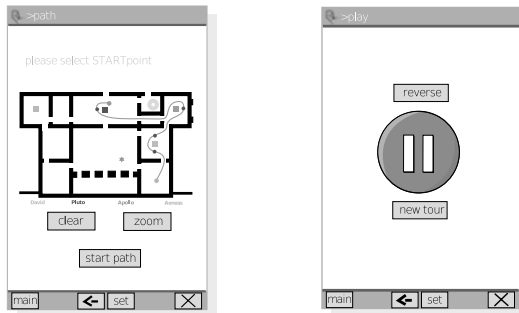 >path
please select STARTpoint
David Pluto Apollo Aeneas
clear zoom
start path
main set
>play
reverse
new tour
main set